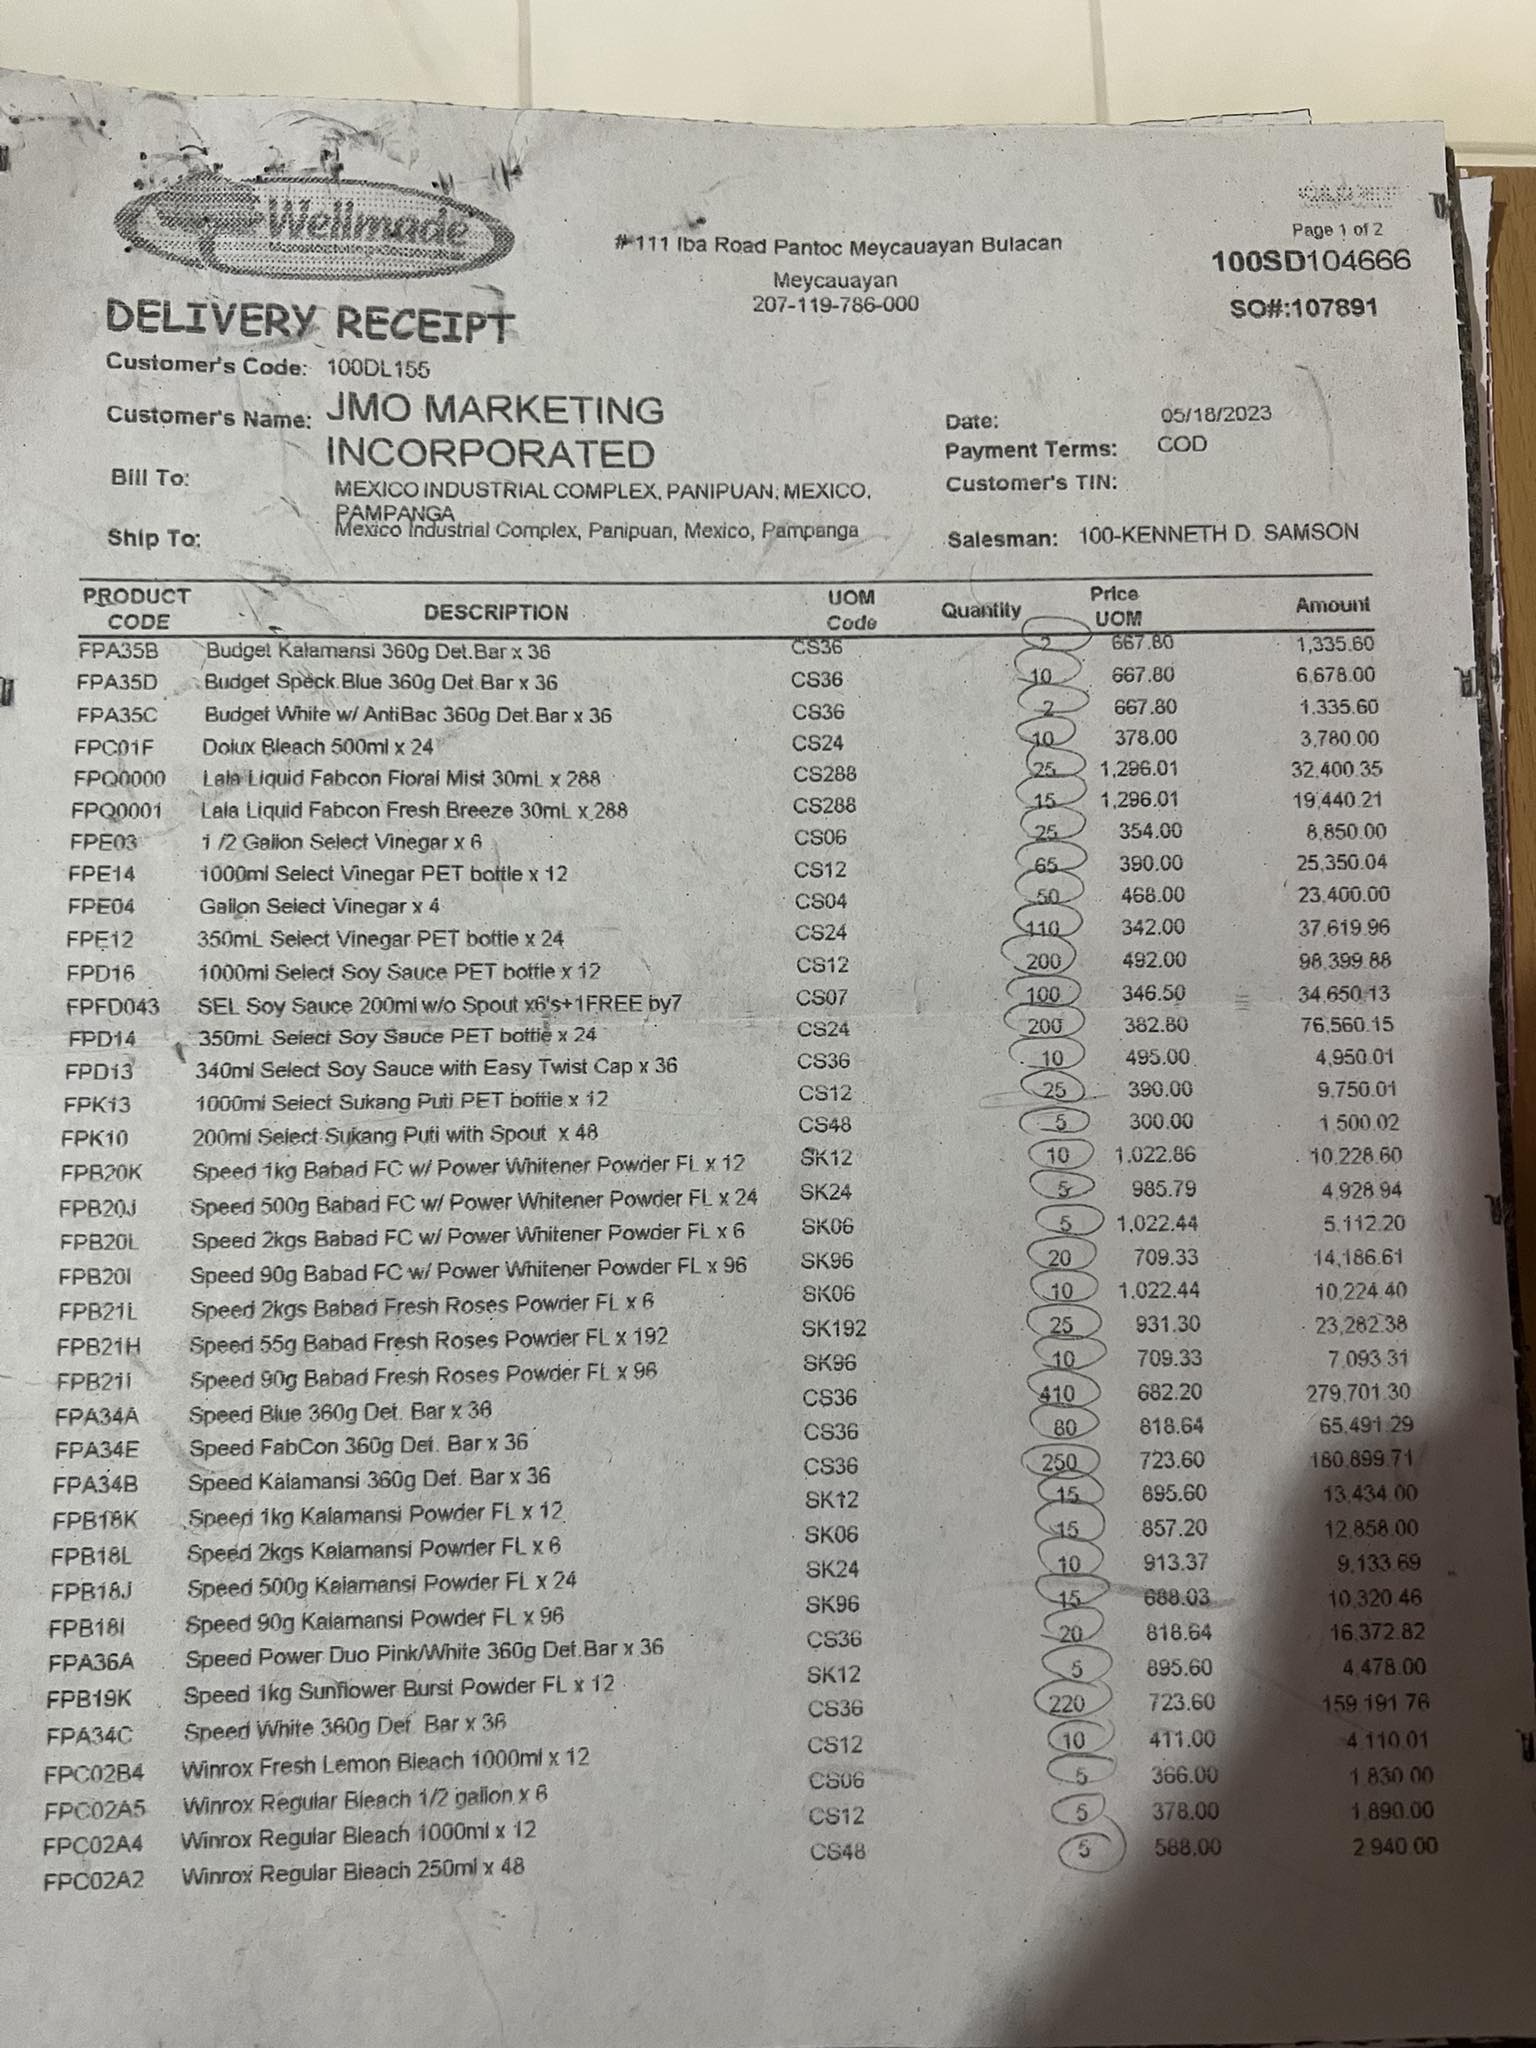 Wellmade
Page 1 of 2
# 111 Iba Road Pantoc Meycauayan Bulacan
100SD104666
Meycauayan
207-119-786-000
SO#:107891
DELIVERY RECEIPT
Customer's Code: 100DL155
Customer's Name: JMO MARKETING INCORPORATED
Date: 05/18/2023
Payment Terms: COD
Bill To: MEXICO INDUSTRIAL COMPLEX, PANIPUAN, MEXICO, PAMPANGA
Customer's TIN:
Ship To: Mexico Industrial Complex, Panipuan, Mexico, Pampanga
Salesman: 100-KENNETH D. SAMSON
PRODUCT CODE DESCRIPTION UOM Code Quantity Price UOM Amount
FPA35B Budget Kalamansi 360g Det.Bar x 36 CS36 2 667.80 1,335.60
FPA35D Budget Speck Blue 360g Det.Bar x 36 CS36 10 667.80 6,678.00
FPA35C Budget White w/ AntiBac 360g Det.Bar x 36 CS36 2 667.80 1,335.60
FPC01F Dolux Bleach 500ml x 24 CS24 10 378.00 3,780.00
FPQ0000 Lala Liquid Fabcon Floral Mist 30mL x 288 CS288 25 1,296.01 32,400.35
FPQ0001 Lala Liquid Fabcon Fresh Breeze 30mL x 288 CS288 15 1,296.01 19,440.21
FPE03 1 /2 Gallon Select Vinegar x 6 CS06 25 354.00 8,850.00
FPE14 1000ml Select Vinegar PET bottle x 12 CS12 65 390.00 25,350.04
FPE04 Gallon Select Vinegar x 4 CS04 50 468.00 23,400.00
FPE12 350mL Select Vinegar PET bottle x 24 CS24 110 342.00 37,619.96
FPD16 1000ml Select Soy Sauce PET bottle x 12 CS12 200 492.00 98,399.88
FPFD043 SEL Soy Sauce 200ml w/o Spout x6's+1FREE by7 CS07 100 346.50 34,650.13
FPD14 350mL Select Soy Sauce PET bottle x 24 CS24 200 382.80 76,560.15
FPD13 340ml Select Soy Sauce with Easy Twist Cap x 36 CS36 10 495.00 4,950.01
FPK13 1000ml Select Sukang Puti PET bottle x 12 CS12 25 390.00 9,750.01
FPK10 200ml Select Sukang Puti with Spout x 48 CS48 5 300.00 1,500.02
FPB20K Speed 1kg Babad FC w/ Power Whitener Powder FL x 12 SK12 10 1,022.86 10,228.60
FPB20J Speed 500g Babad FC w/ Power Whitener Powder FL x 24 SK24 5 985.79 4,928.94
FPB20L Speed 2kgs Babad FC w/ Power Whitener Powder FL x 6 SK06 5 1,022.44 5,112.20
FPB20I Speed 90g Babad FC w/ Power Whitener Powder FL x 96 SK96 20 709.33 14,186.61
FPB21L Speed 2kgs Babad Fresh Roses Powder FL x 6 SK06 10 1,022.44 10,224.40
FPB21H Speed 55g Babad Fresh Roses Powder FL x 192 SK192 25 931.30 23,282.38
FPB21I Speed 90g Babad Fresh Roses Powder FL x 96 SK96 10 709.33 7,093.31
FPA34A Speed Blue 360g Det. Bar x 36 CS36 410 682.20 279,701.30
FPA34E Speed FabCon 360g Det. Bar x 36 CS36 80 818.64 65,491.29
FPA34B Speed Kalamansi 360g Det. Bar x 36 CS36 250 723.60 180,899.71
FPB18K Speed 1kg Kalamansi Powder FL x 12 SK12 15 895.60 13,434.00
FPB18L Speed 2kgs Kalamansi Powder FL x 6 SK06 15 857.20 12,858.00
FPB18J Speed 500g Kalamansi Powder FL x 24 SK24 10 913.37 9,133.69
FPB18I Speed 90g Kalamansi Powder FL x 96 SK96 15 688.03 10,320.46
FPA36A Speed Power Duo Pink/White 360g Det.Bar x 36 CS36 20 818.64 16,372.82
FPB19K Speed 1kg Sunflower Burst Powder FL x 12 SK12 5 895.60 4,478.00
FPA34C Speed White 360g Det. Bar x 36 CS36 220 723.60 159,191.76
FPC02B4 Winrox Fresh Lemon Bleach 1000ml x 12 CS12 10 411.00 4,110.01
FPC02A5 Winrox Regular Bleach 1/2 gallon x 6 CS06 5 366.00 1,830.00
FPC02A4 Winrox Regular Bleach 1000ml x 12 CS12 5 378.00 1,890.00
FPC02A2 Winrox Regular Bleach 250ml x 48 CS48 5 588.00 2,940.00